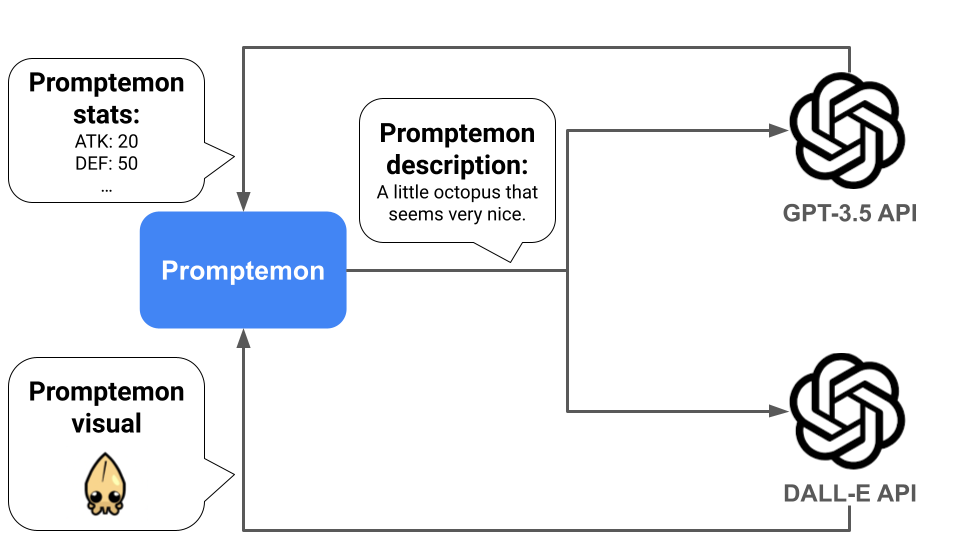 Promptemon
stats:
ATK: 20
DEF: 50
...
Promptemon
description:
A little octopus that
seems very nice.
GPT-3.5 API
Promptemon
Promptemon
visual
DALL-E API